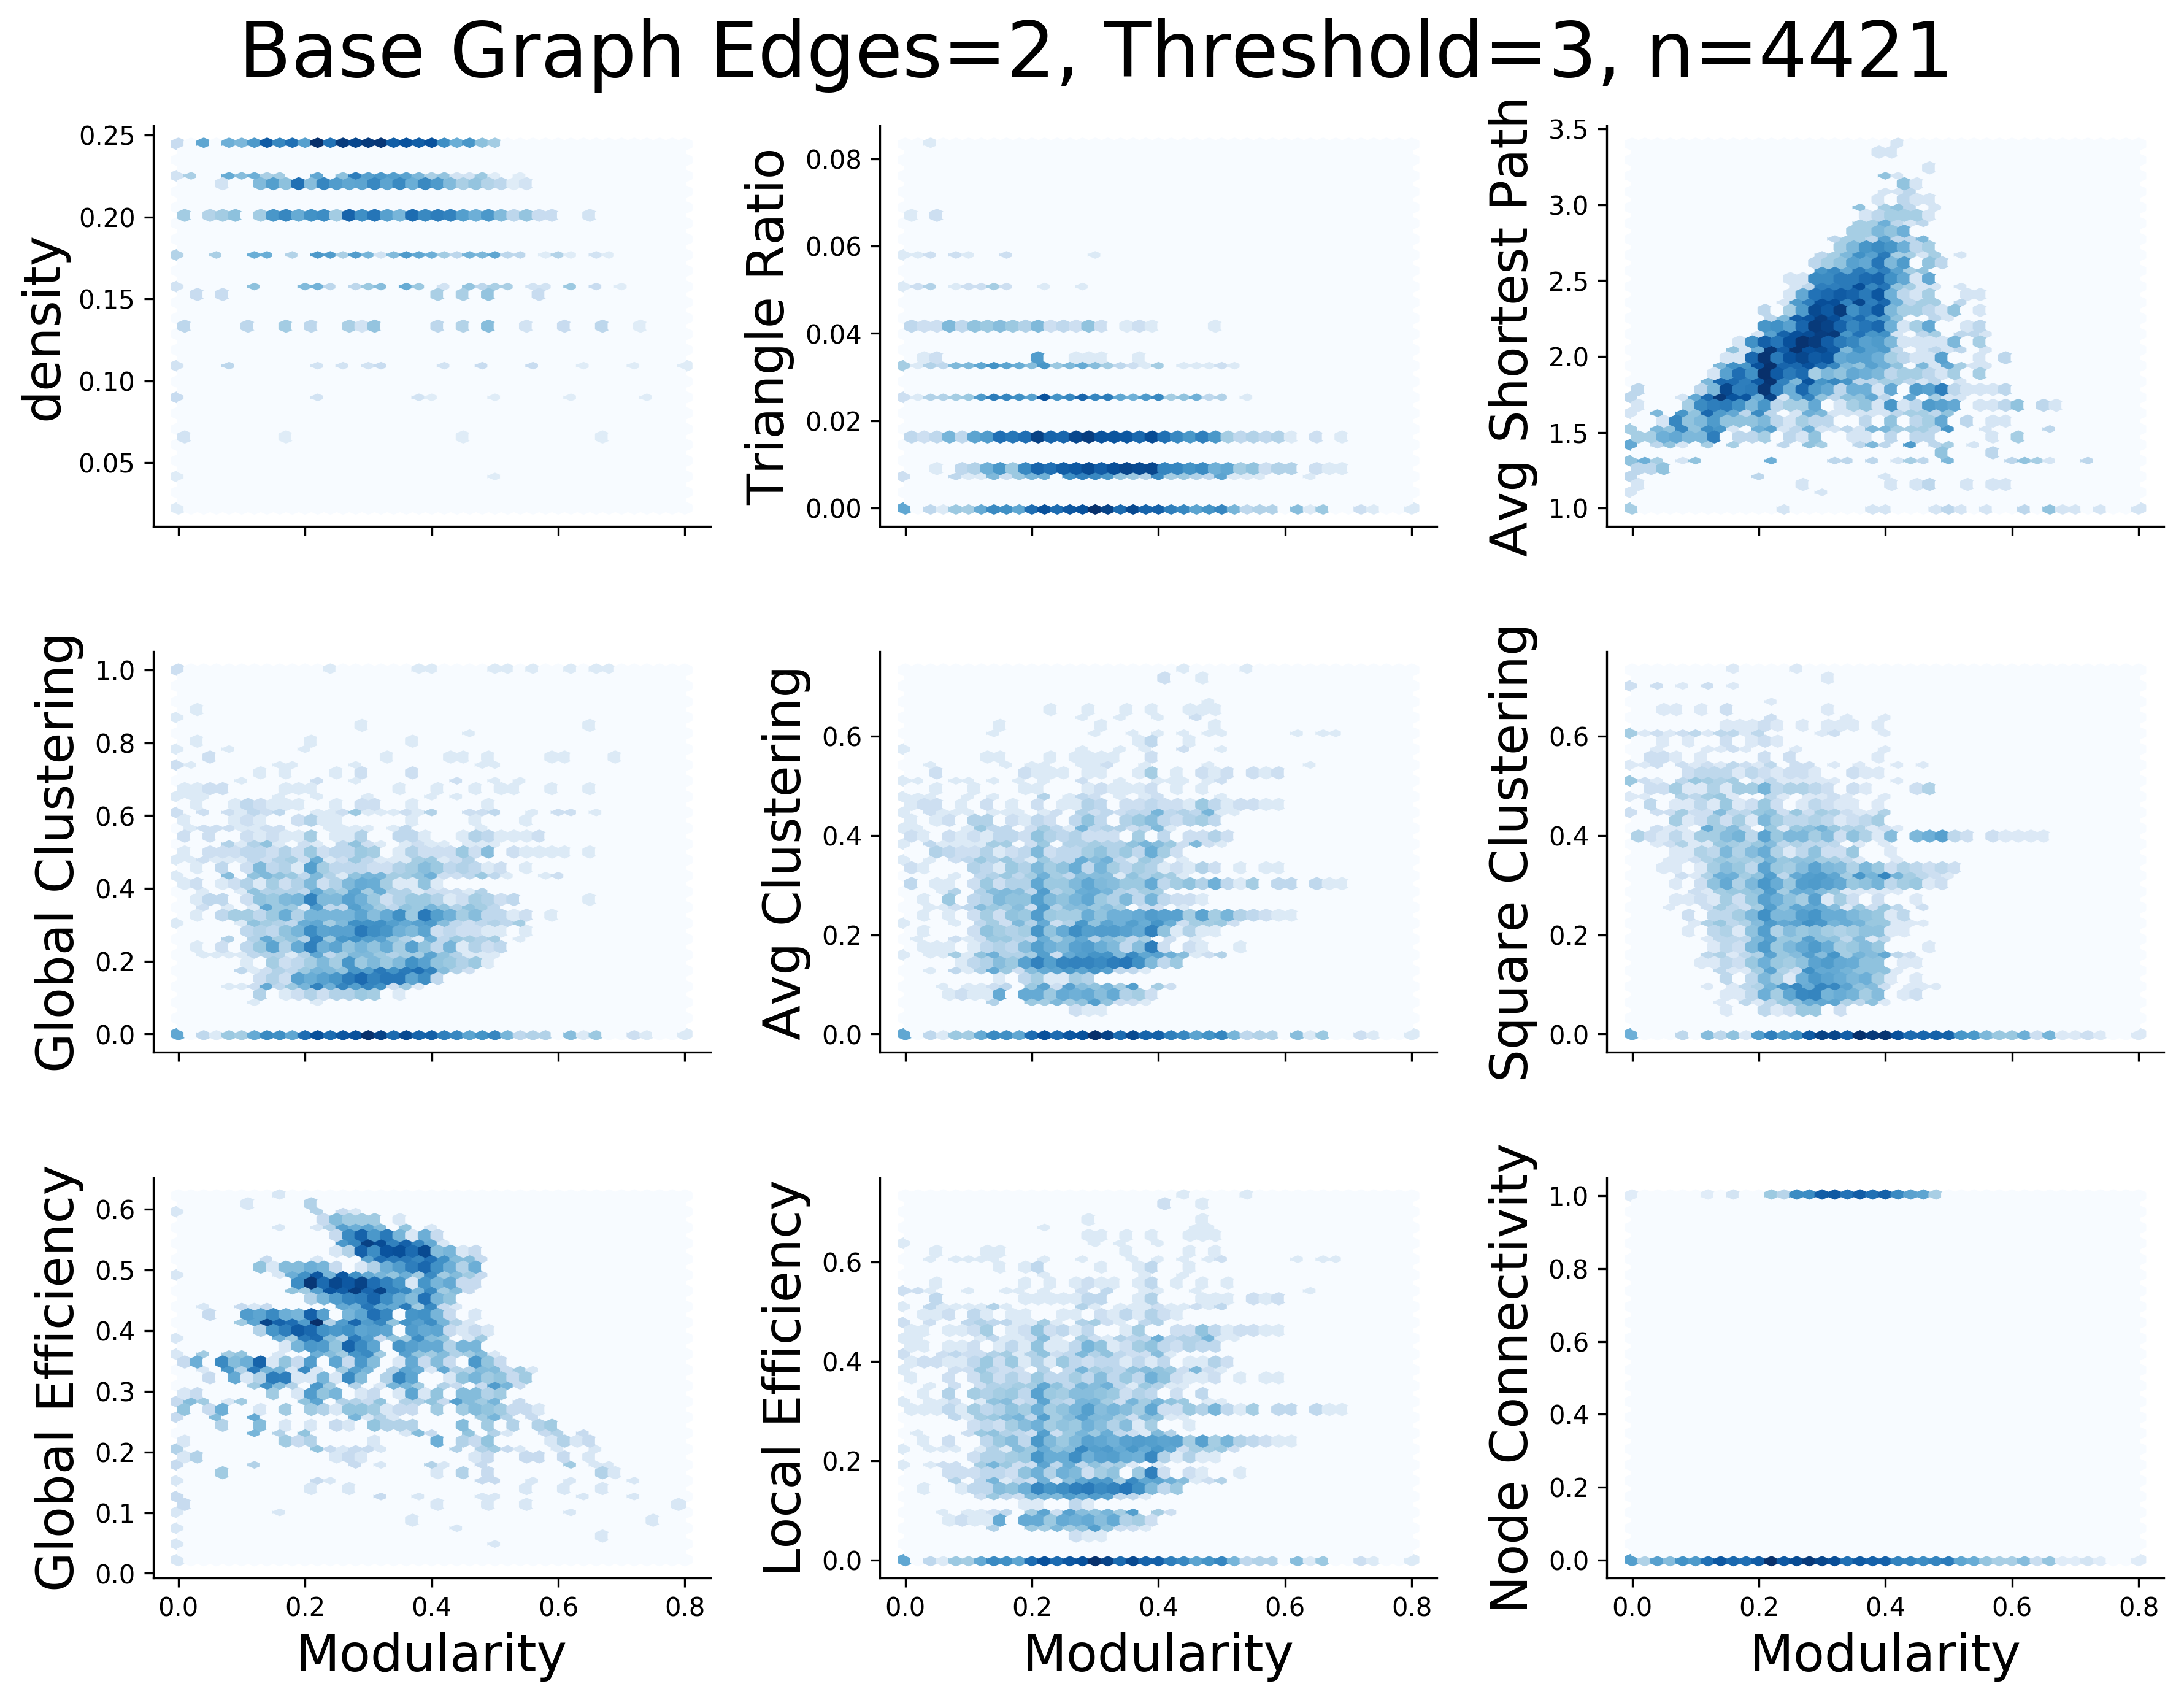 Base Graph Edges=2, Threshold=3, n=4421
density
0.25
0.20
0.15
0.10
0.05
Triangle Ratio
0.08
0.06
0.04
0.02
0.00
Avg Shortest Path
3.5
3.0
2.5
2.0
1.5
1.0
Global Clustering
1.0
0.8
0.6
0.4
0.2
0.0
Avg Clustering
0.6
0.4
0.2
0.0
Square Clustering
0.6
0.4
0.2
0.0
Global Efficiency
0.6
0.5
0.4
0.3
0.2
0.1
0.0
0.0 0.2 0.4 0.6 0.8
Modularity
Local Efficiency
0.6
0.4
0.2
0.0
0.0 0.2 0.4 0.6 0.8
Modularity
Node Connectivity
1.0
0.8
0.6
0.4
0.2
0.0
0.0 0.2 0.4 0.6 0.8
Modularity